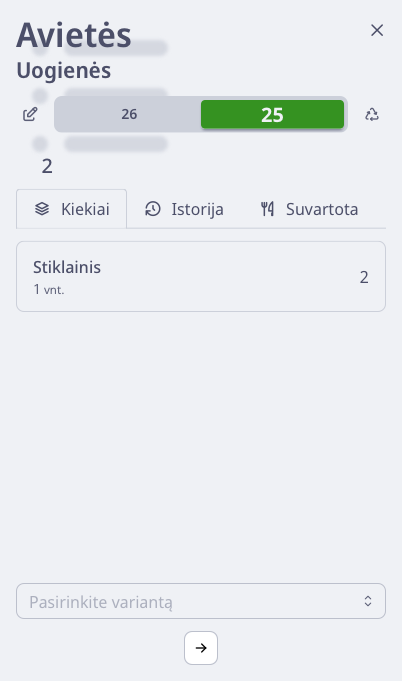 Avietės
Uogienės
26 25
2
Kiekiai Istorija Suvartota
Stiklainis 2
1 vnt.
Pasirinkite variantą